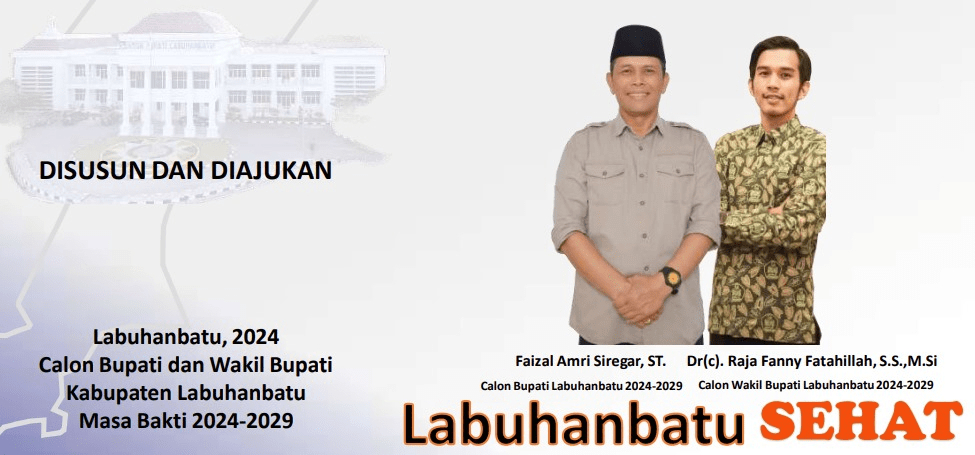 DISUSUN DAN DIAJUKAN
Labuhanbatu, 2024
Calon Bupati dan Wakil Bupati
Kabupaten Labuhanbatu
Masa Bakti 2024-2029
Faizal Amri Siregar, ST.
Calon Bupati Labuhanbatu 2024-2029
Dr(c). Raja Fanny Fatahillah, S.S.,M.Si
Calon Wakil Bupati Labuhanbatu 2024-2029
Labuhanbatu SEHAT